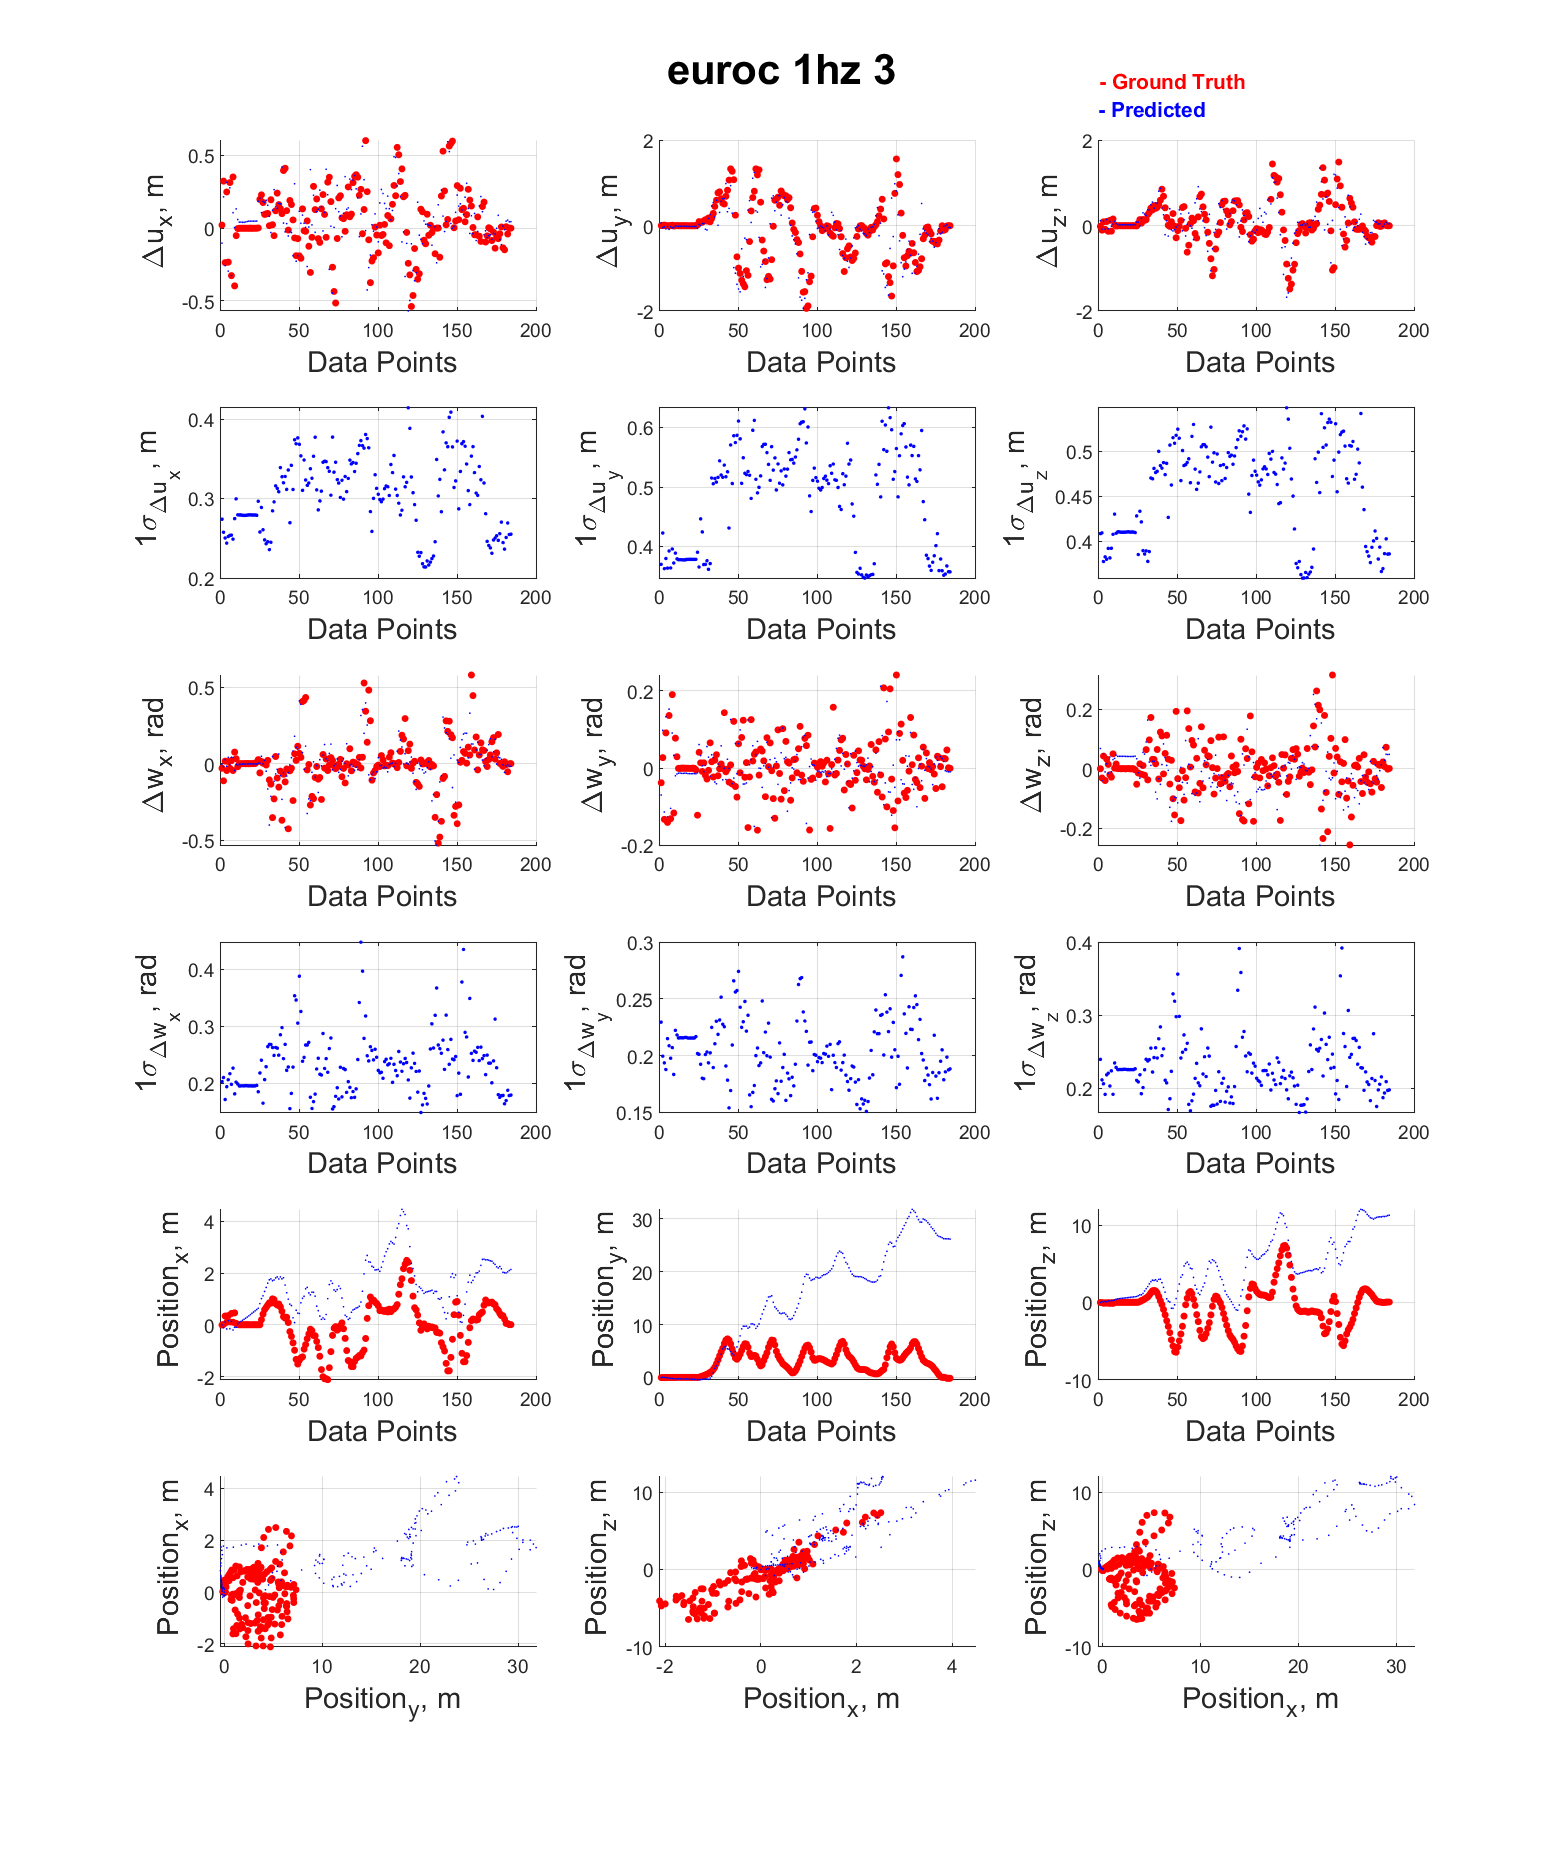 euroc 1hz 3
- Ground Truth
- Predicted
Δu_x, m
0.5
0
-0.5
0 50 100 150 200
Data Points
Δu_y, m
2
0
-2
0 50 100 150 200
Data Points
Δu_z, m
2
0
-2
0 50 100 150 200
Data Points
1σ_Δu_x, m
0.4
0.3
0.2
0 50 100 150 200
Data Points
1σ_Δu_y, m
0.6
0.5
0.4
0 50 100 150 200
Data Points
1σ_Δu_z, m
0.5
0.45
0.4
0 50 100 150 200
Data Points
Δw_x, rad
0.5
0
-0.5
0 50 100 150 200
Data Points
Δw_y, rad
0.2
0
-0.2
0 50 100 150 200
Data Points
Δw_z, rad
0.2
0
-0.2
0 50 100 150 200
Data Points
1σ_Δw_x, rad
0.4
0.3
0.2
0 50 100 150 200
Data Points
1σ_Δw_y, rad
0.3
0.25
0.2
0.15
0 50 100 150 200
Data Points
1σ_Δw_z, rad
0.4
0.3
0.2
0 50 100 150 200
Data Points
Position_x, m
4
2
0
-2
0 50 100 150 200
Data Points
Position_y, m
30
20
10
0
0 50 100 150 200
Data Points
Position_z, m
10
0
-10
0 50 100 150 200
Data Points
Position_x, m
4
2
0
-2
0 10 20 30
Position_y, m
Position_z, m
10
0
-10
-2 0 2 4
Position_x, m
Position_z, m
10
0
-10
0 10 20 30
Position_x, m